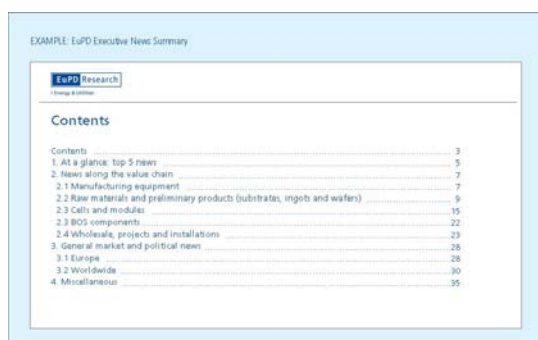 EXAMPLE: EuPD Executive News Summary
EuPD Research
Energy & Utilities
Contents
Contents 3
1. At a glance: top 5 news 5
2. News along the value chain 7
2.1 Manufacturing equipment 7
2.2 Raw materials and preliminary products (substrates, ingots and wafers) 9
2.3 Cells and modules 15
2.3 BOS components 22
2.4 Wholesale, projects and installations 23
3. General market and political news 28
3.1 Europe 28
3.2 Worldwide 30
4. Miscellaneous 35